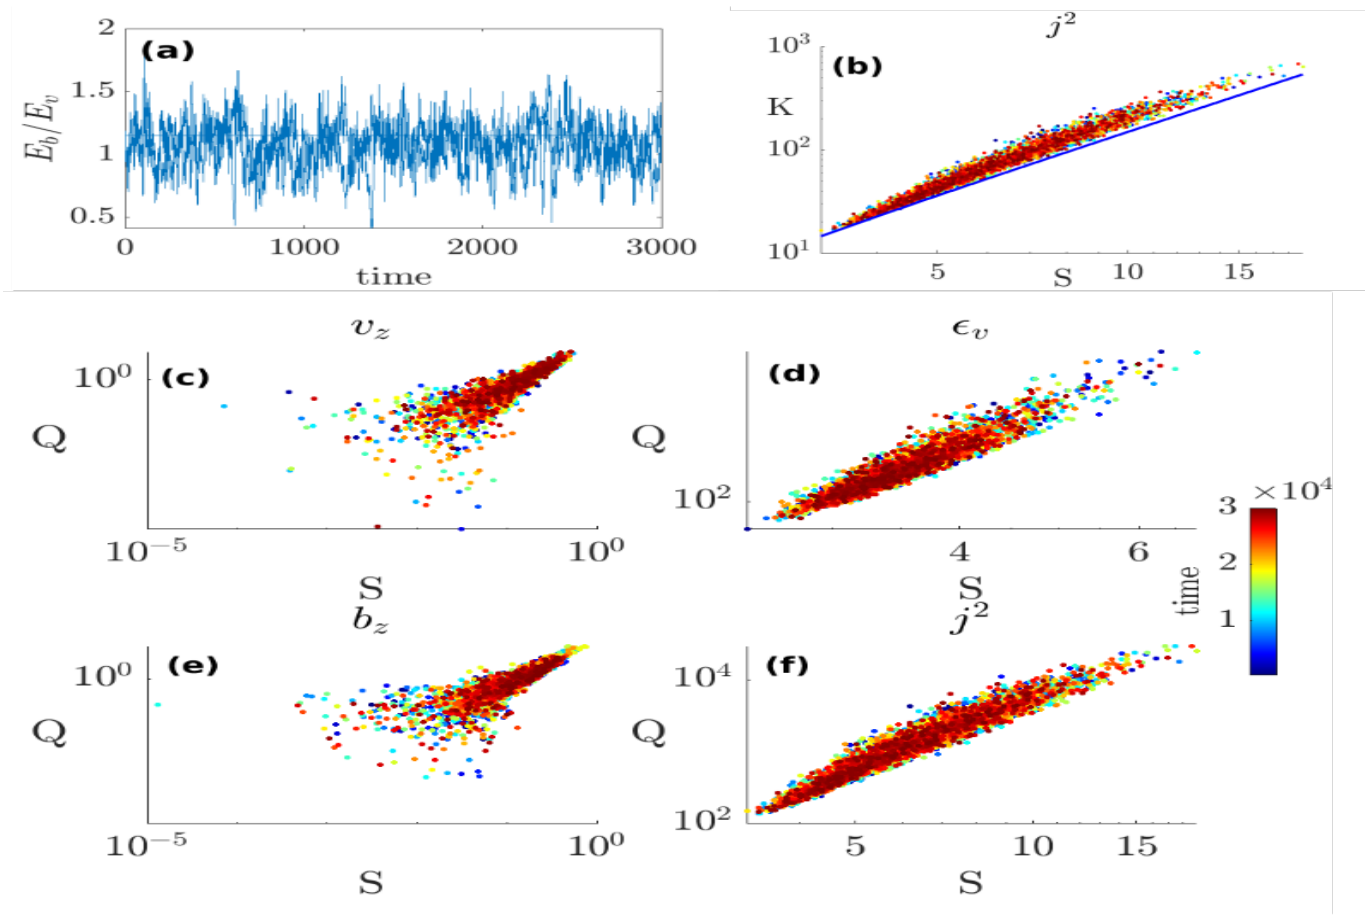 (a)
2
1.5
1
0.5
E_b/E_v
0 1000 2000 3000
time
j^2
(b)
10^3
K
10^2
10^1
5 10 15
S
v_z
(c)
10^0
Q
10^-5 10^0
S
ϵ_v
(d)
Q
10^2
4 6
S
b_z
(e)
10^0
Q
10^-5 10^0
S
j^2
(f)
10^4
Q
10^2
5 10 15
S
3 ×10^4
2
1
time